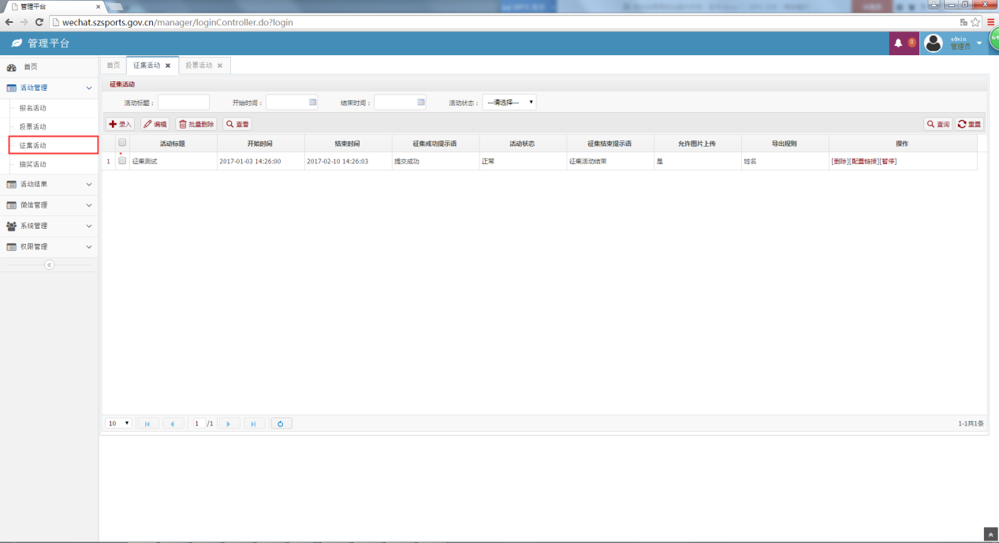 管理平台
wechat.szsports.gov.cn/manager/loginController.do?login
管理平台
0
admin
管理员
64
首页
活动管理
报名活动
投票活动
征集活动
抽奖活动
活动结果
微信管理
系统管理
权限管理
首页 征集活动 投票活动
征集活动
活动标题： 开始时间： 结束时间： 活动状态： ---请选择---
录入 编辑 批量删除 查看 查询 重置
活动标题 开始时间 结束时间 征集成功提示语 活动状态 征集结束提示语 允许图片上传 导出规则 操作
1 征集测试 2017-01-03 14:26:00 2017-02-10 14:26:03 提交成功 正常 征集活动结束 是 姓名 [删除][配置链接][暂停]
10 1 /1 1-1共1条